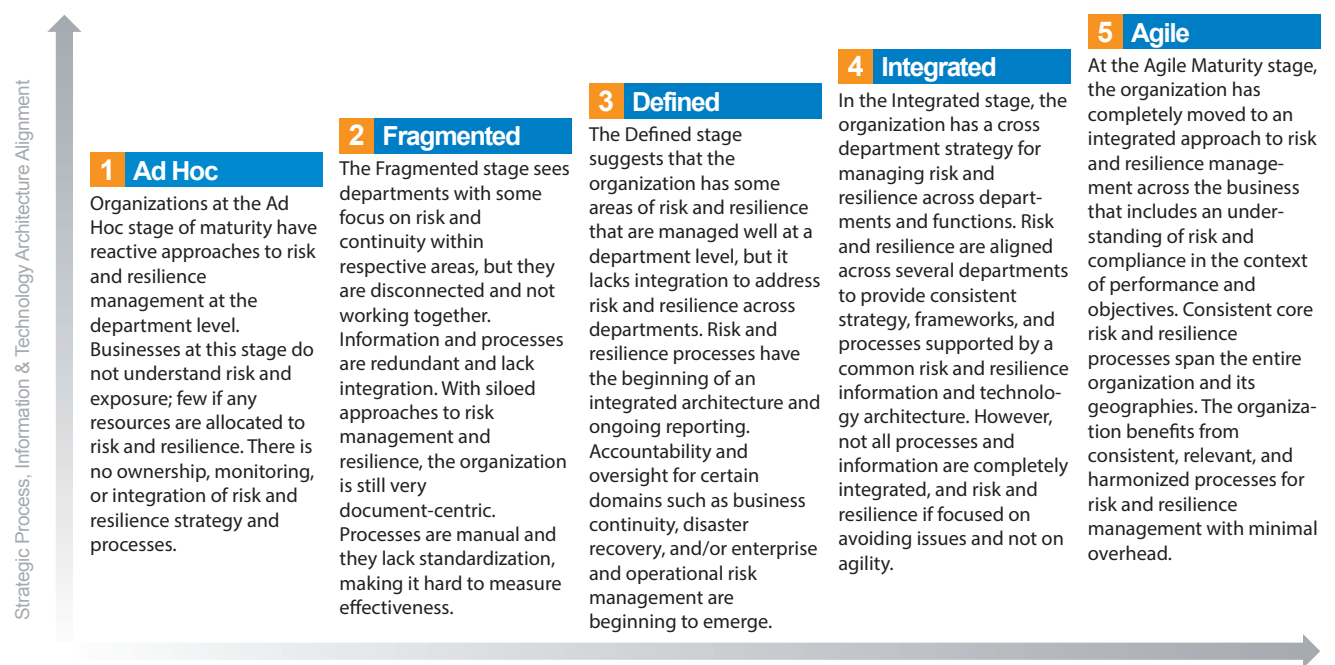 Strategic Process, Information & Technology Architecture Alignment
1 Ad Hoc
Organizations at the Ad
Hoc stage of maturity have
reactive approaches to risk
and resilience
management at the
department level.
Businesses at this stage do
not understand risk and
exposure; few if any
resources are allocated to
risk and resilience. There is
no ownership, monitoring,
or integration of risk and
resilience strategy and
processes.
2 Fragmented
The Fragmented stage sees
departments with some
focus on risk and
continuity within
respective areas, but they
are disconnected and not
working together.
Information and processes
are redundant and lack
integration. With siloed
approaches to risk
management and
resilience, the organization
is still very
document-centric.
Processes are manual and
they lack standardization,
making it hard to measure
effectiveness.
3 Defined
The Defined stage
suggests that the
organization has some
areas of risk and resilience
that are managed well at a
department level, but it
lacks integration to address
risk and resilience across
departments. Risk and
resilience processes have
the beginning of an
integrated architecture and
ongoing reporting.
Accountability and
oversight for certain
domains such as business
continuity, disaster
recovery, and/or enterprise
and operational risk
management are
beginning to emerge.
4 Integrated
In the Integrated stage, the
organization has a cross
department strategy for
managing risk and
resilience across depart-
ments and functions. Risk
and resilience are aligned
across several departments
to provide consistent
strategy, frameworks, and
processes supported by a
common risk and resilience
information and technolo-
gy architecture. However,
not all processes and
information are completely
integrated, and risk and
resilience if focused on
avoiding issues and not on
agility.
5 Agile
At the Agile Maturity stage,
the organization has
completely moved to an
integrated approach to risk
and resilience manage-
ment across the business
that includes an under-
standing of risk and
compliance in the context
of performance and
objectives. Consistent core
risk and resilience
processes span the entire
organization and its
geographies. The organiza-
tion benefits from
consistent, relevant, and
harmonized processes for
risk and resilience
management with minimal
overhead.